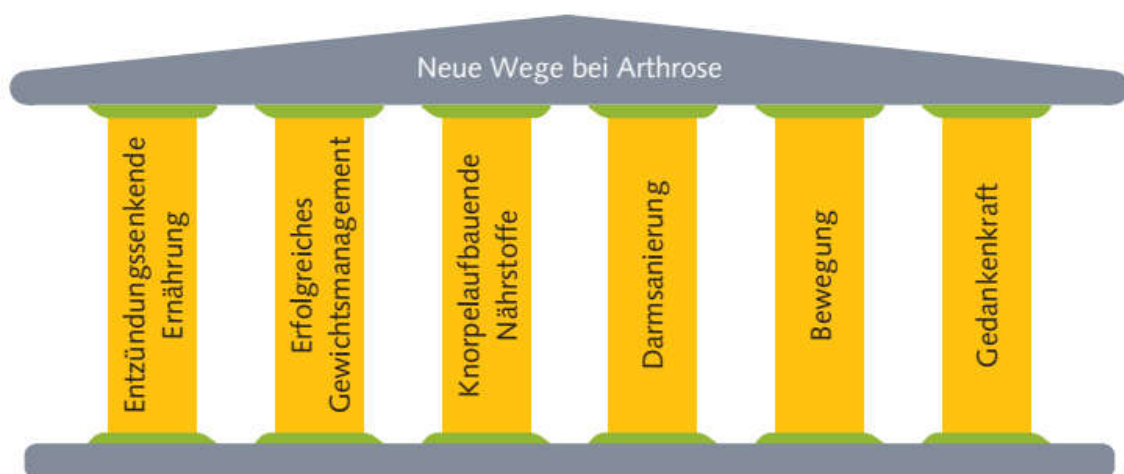 Neue Wege bei Arthrose
Entzündungssenkende
Ernährung
Erfolgreiches
Gewichtsmanagement
Knorpelaufbauende
Nährstoffe
Darmsanierung
Bewegung
Gedankenkraft